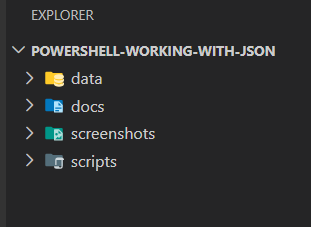 EXPLORER
POWERSHELL-WORKING-WITH-JSON
data
docs
screenshots
scripts